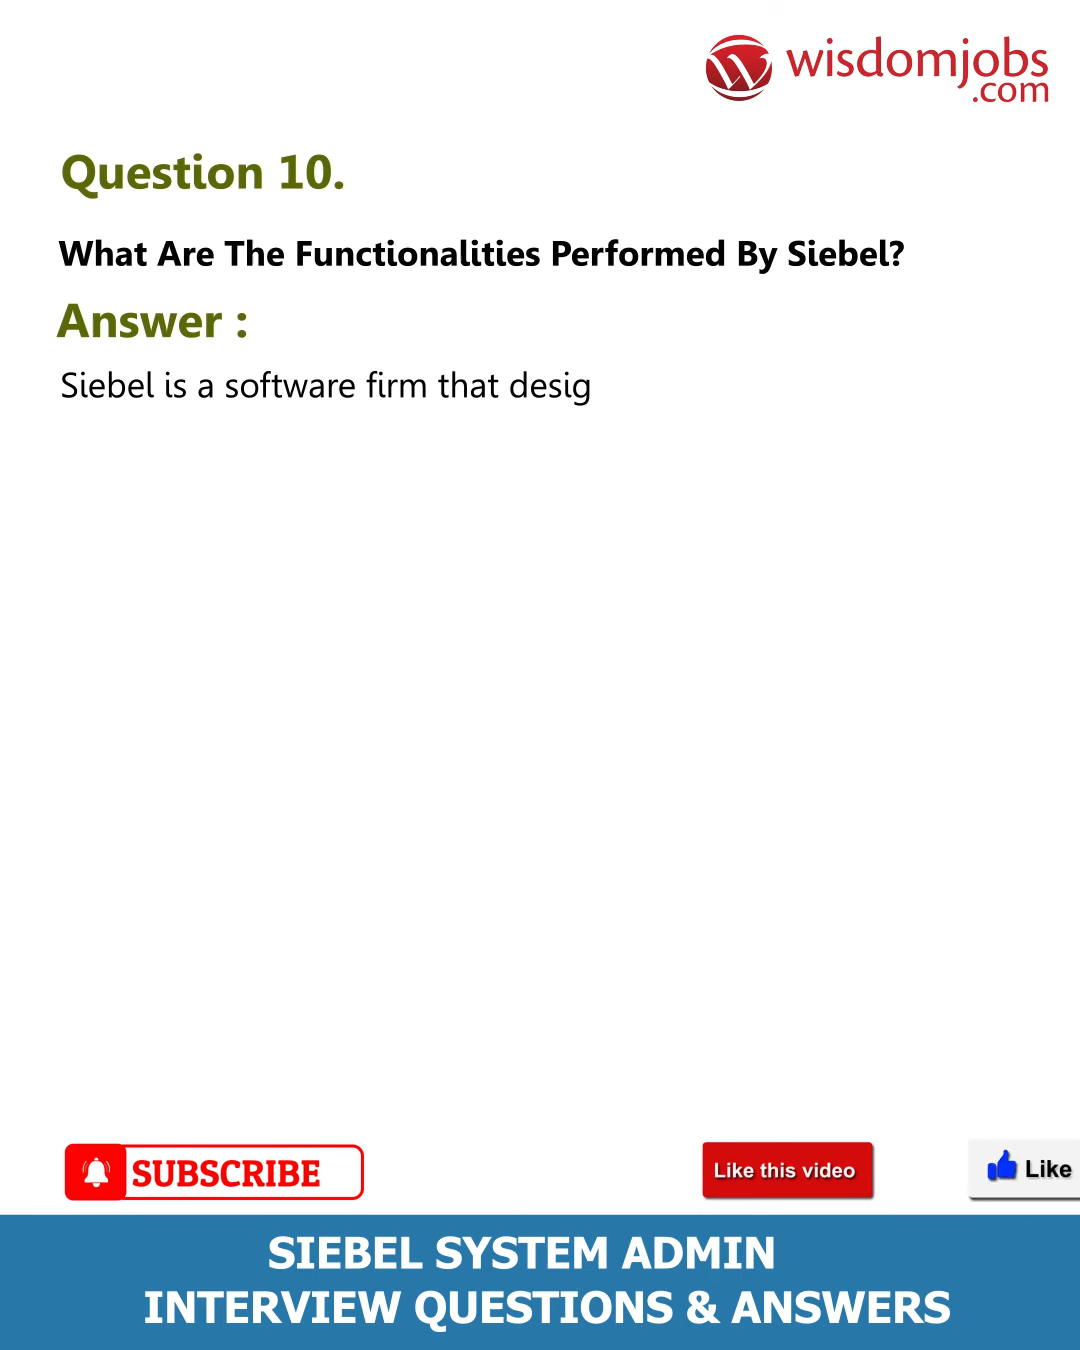 wisdomjobs
.com
Question 10.
What Are The Functionalities Performed By Siebel?
Answer :
Siebel is a software firm that desig
SUBSCRIBE
Like this video
Like
SIEBEL SYSTEM ADMIN
INTERVIEW QUESTIONS & ANSWERS